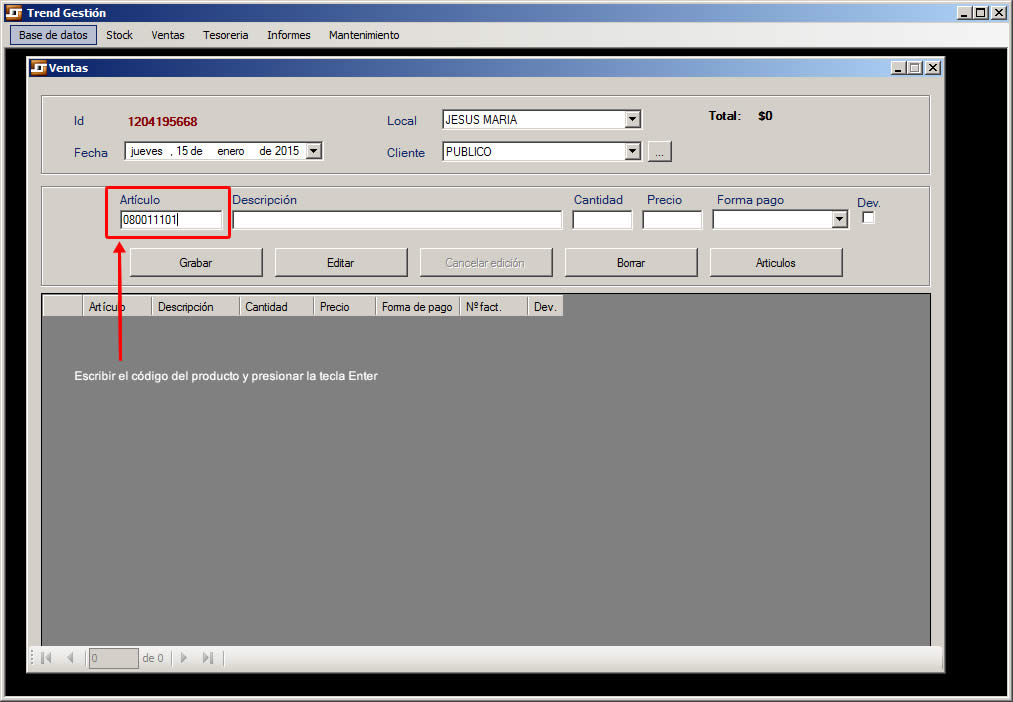 Trend Gestión
Base de datos Stock Ventas Tesoreria Informes Mantenimiento
Ventas
Id 1204195668 Local JESUS MARIA Total: $0
Fecha jueves , 15 de enero de 2015 Cliente PUBLICO ...
Artículo Descripción Cantidad Precio Forma pago Dev.
080011101
Grabar Editar Cancelar edición Borrar Articulos
Artículo Descripción Cantidad Precio Forma de pago Nº fact. Dev.
Escribir el código del producto y presionar la tecla Enter
0 de 0